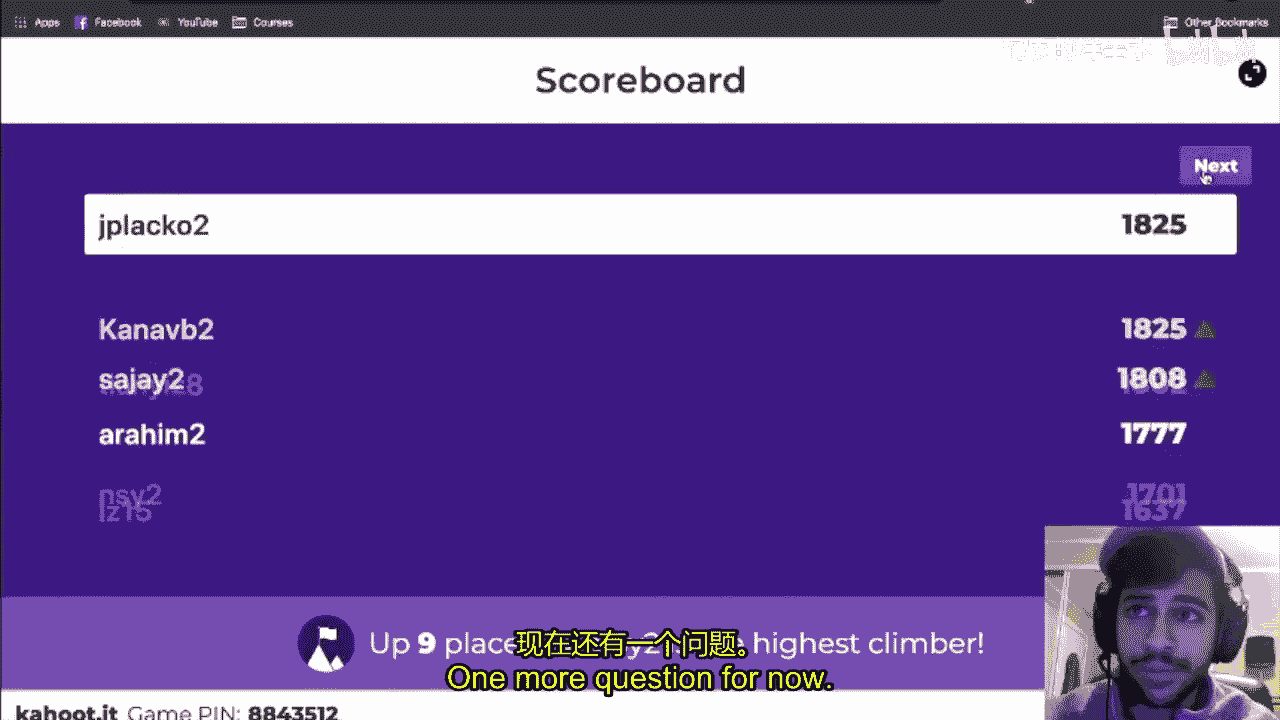 Apps Facebook YouTube Courses Other Bookmarks
Scoreboard
Next
jplacko2 1825
Kanavb2 1825
sajay2 1808
arahim2 1777
nsy2 1701
lz15 1637
Up 9 highest climber!
现在还有一个问题。
One more question for now.
kahoot.it Game PIN: 8843512